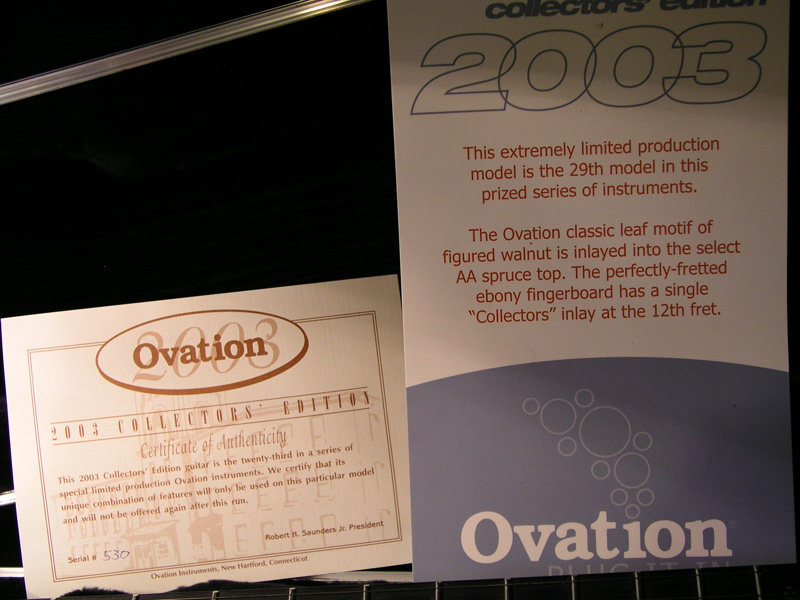 2003
Ovation
2003 COLLECTORS' EDITION
Certificate of Authenticity
This 2003 Collectors' Edition guitar is the twenty-third in a series of
special limited production Ovation instruments. We certify that its
unique combination of features will only be used on this particular model
and will not be offered again after this run.
Robert H. Saunders Jr. President
Serial # 530
Ovation Instruments, New Hartford, Connecticut
collectors' edition
2003
This extremely limited production
model is the 29th model in this
prized series of instruments.
The Ovation classic leaf motif of
figured walnut is inlayed into the select
AA spruce top. The perfectly-fretted
ebony fingerboard has a single
“Collectors” inlay at the 12th fret.
Ovation®
PLUG IT IN